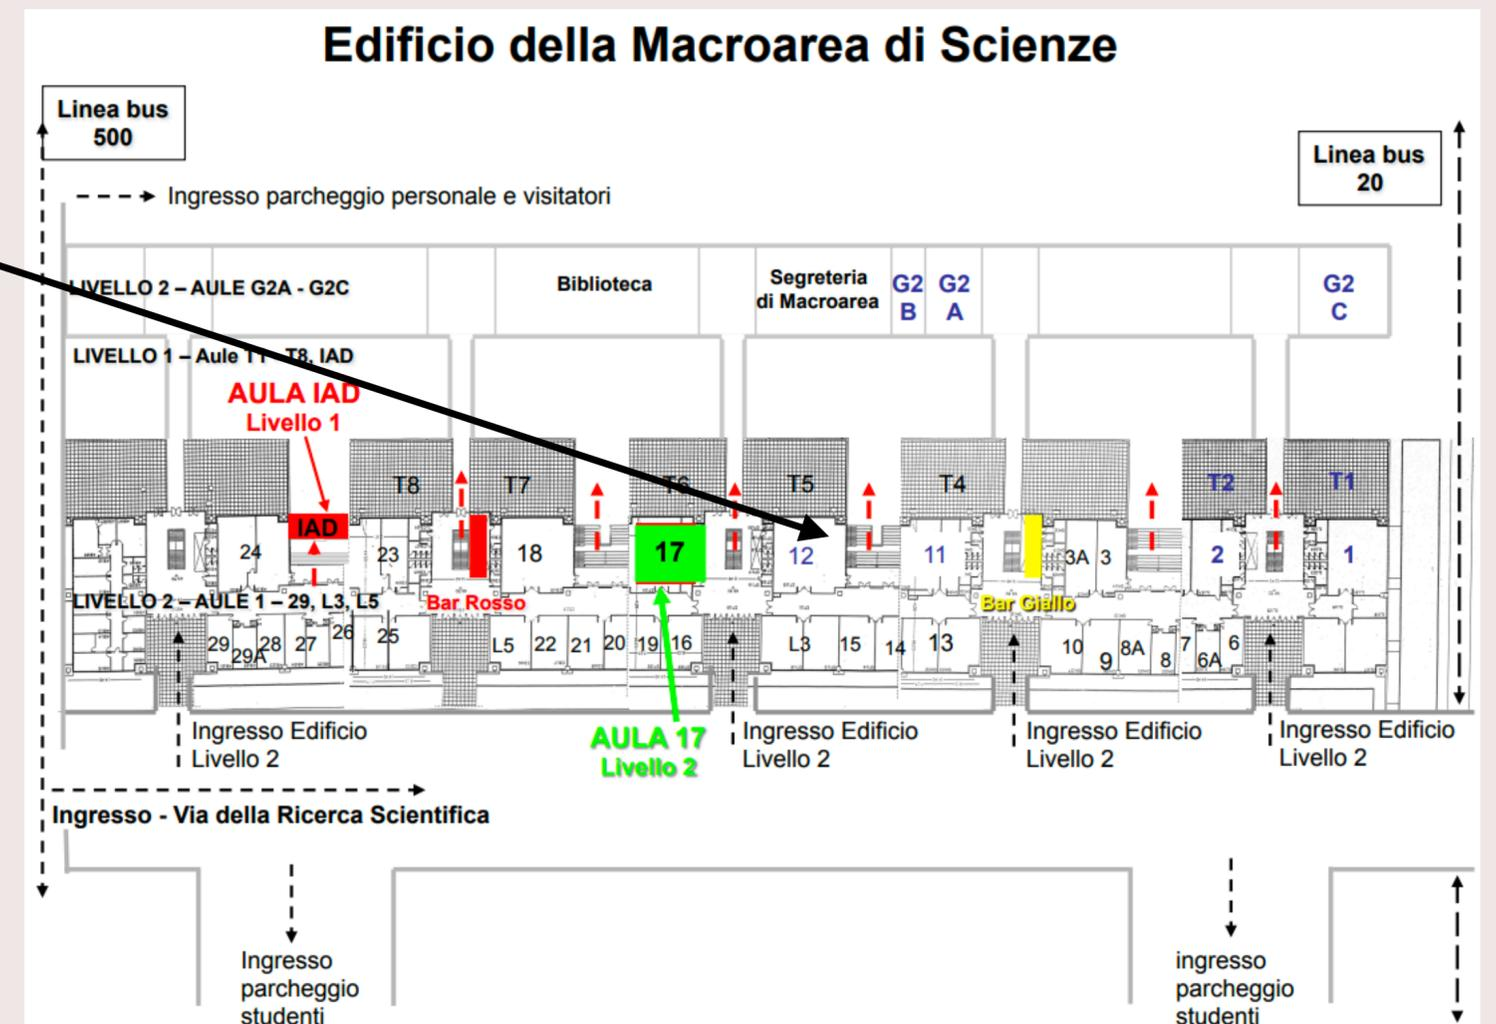 Edificio della Macroarea di Scienze
Linea bus
500
Linea bus
20
Ingresso parcheggio personale e visitatori
LIVELLO 2 – AULE G2A - G2C
Biblioteca
Segreteria
di Macroarea
G2
B
G2
A
G2
C
LIVELLO 1 – Aule T1 - T8, IAD
AULA IAD
Livello 1
T8
T7
T6
T5
T4
T2
T1
IAD
24
23
18
17
12
11
3A
3
2
1
LIVELLO 2 – AULE 1 – 29, L3, L5
Bar Rosso
Bar Giallo
29
29A
28
27
26
25
L5
22
21
20
19
16
L3
15
14
13
10
9
8A
8
7
6A
6
Ingresso Edificio
Livello 2
AULA 17
Livello 2
Ingresso Edificio
Livello 2
Ingresso Edificio
Livello 2
Ingresso Edificio
Livello 2
Ingresso - Via della Ricerca Scientifica
Ingresso
parcheggio
studenti
ingresso
parcheggio
studenti